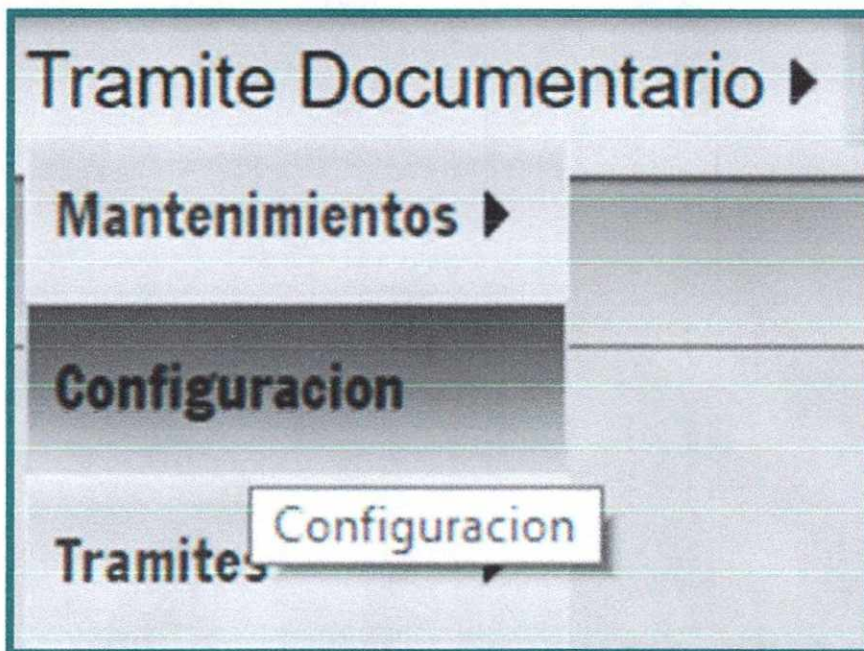 Tramite Documentario
Mantenimientos
Configuracion
Configuracion
Tramites